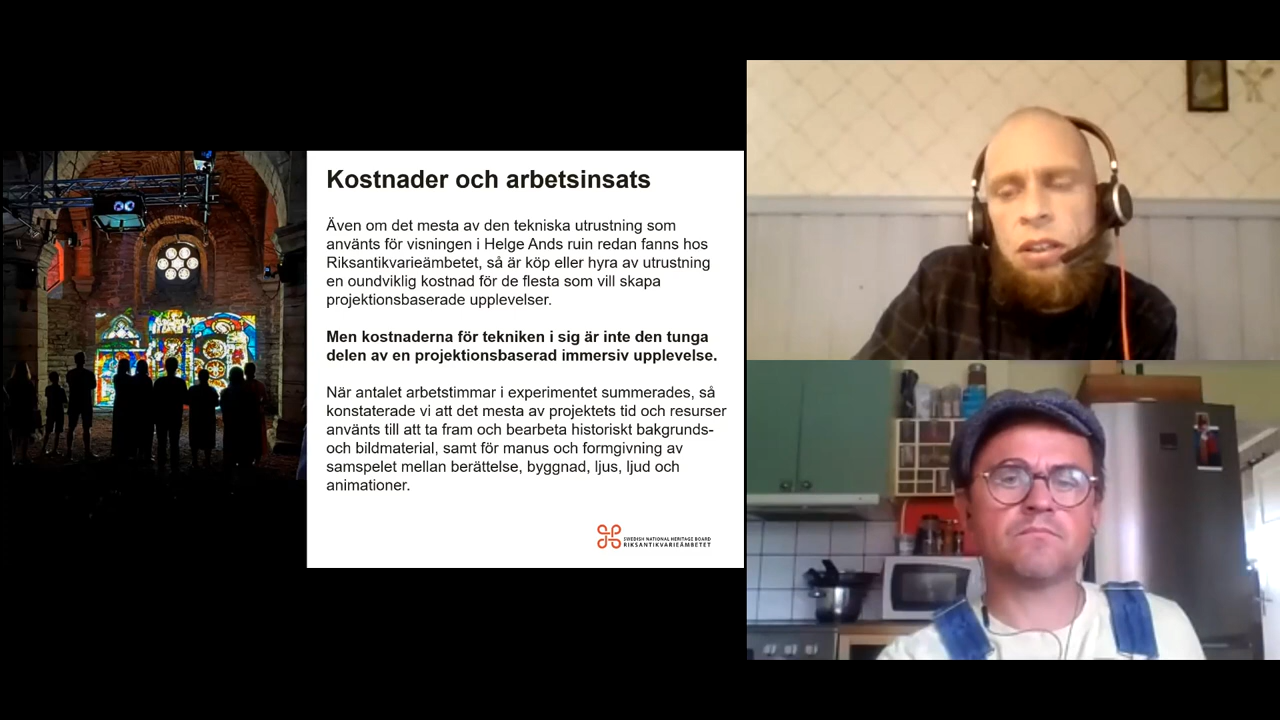 Kostnader och arbetsinsats
Även om det mesta av den tekniska utrustning som
använts för visningen i Helge Ands ruin redan fanns hos
Riksantikvarieämbetet, så är köp eller hyra av utrustning
en oundviklig kostnad för de flesta som vill skapa
projektionsbaserade upplevelser.
Men kostnaderna för tekniken i sig är inte den tunga
delen av en projektionsbaserad immersiv upplevelse.
När antalet arbetstimmar i experimentet summerades, så
konstaterade vi att det mesta av projektets tid och resurser
använts till att ta fram och bearbeta historiskt bakgrunds-
och bildmaterial, samt för manus och formgivning av
samspelet mellan berättelse, byggnad, ljus, ljud och
animationer.
SWEDISH NATIONAL HERITAGE BOARD
RIKSANTIKVARIEÄMBETET